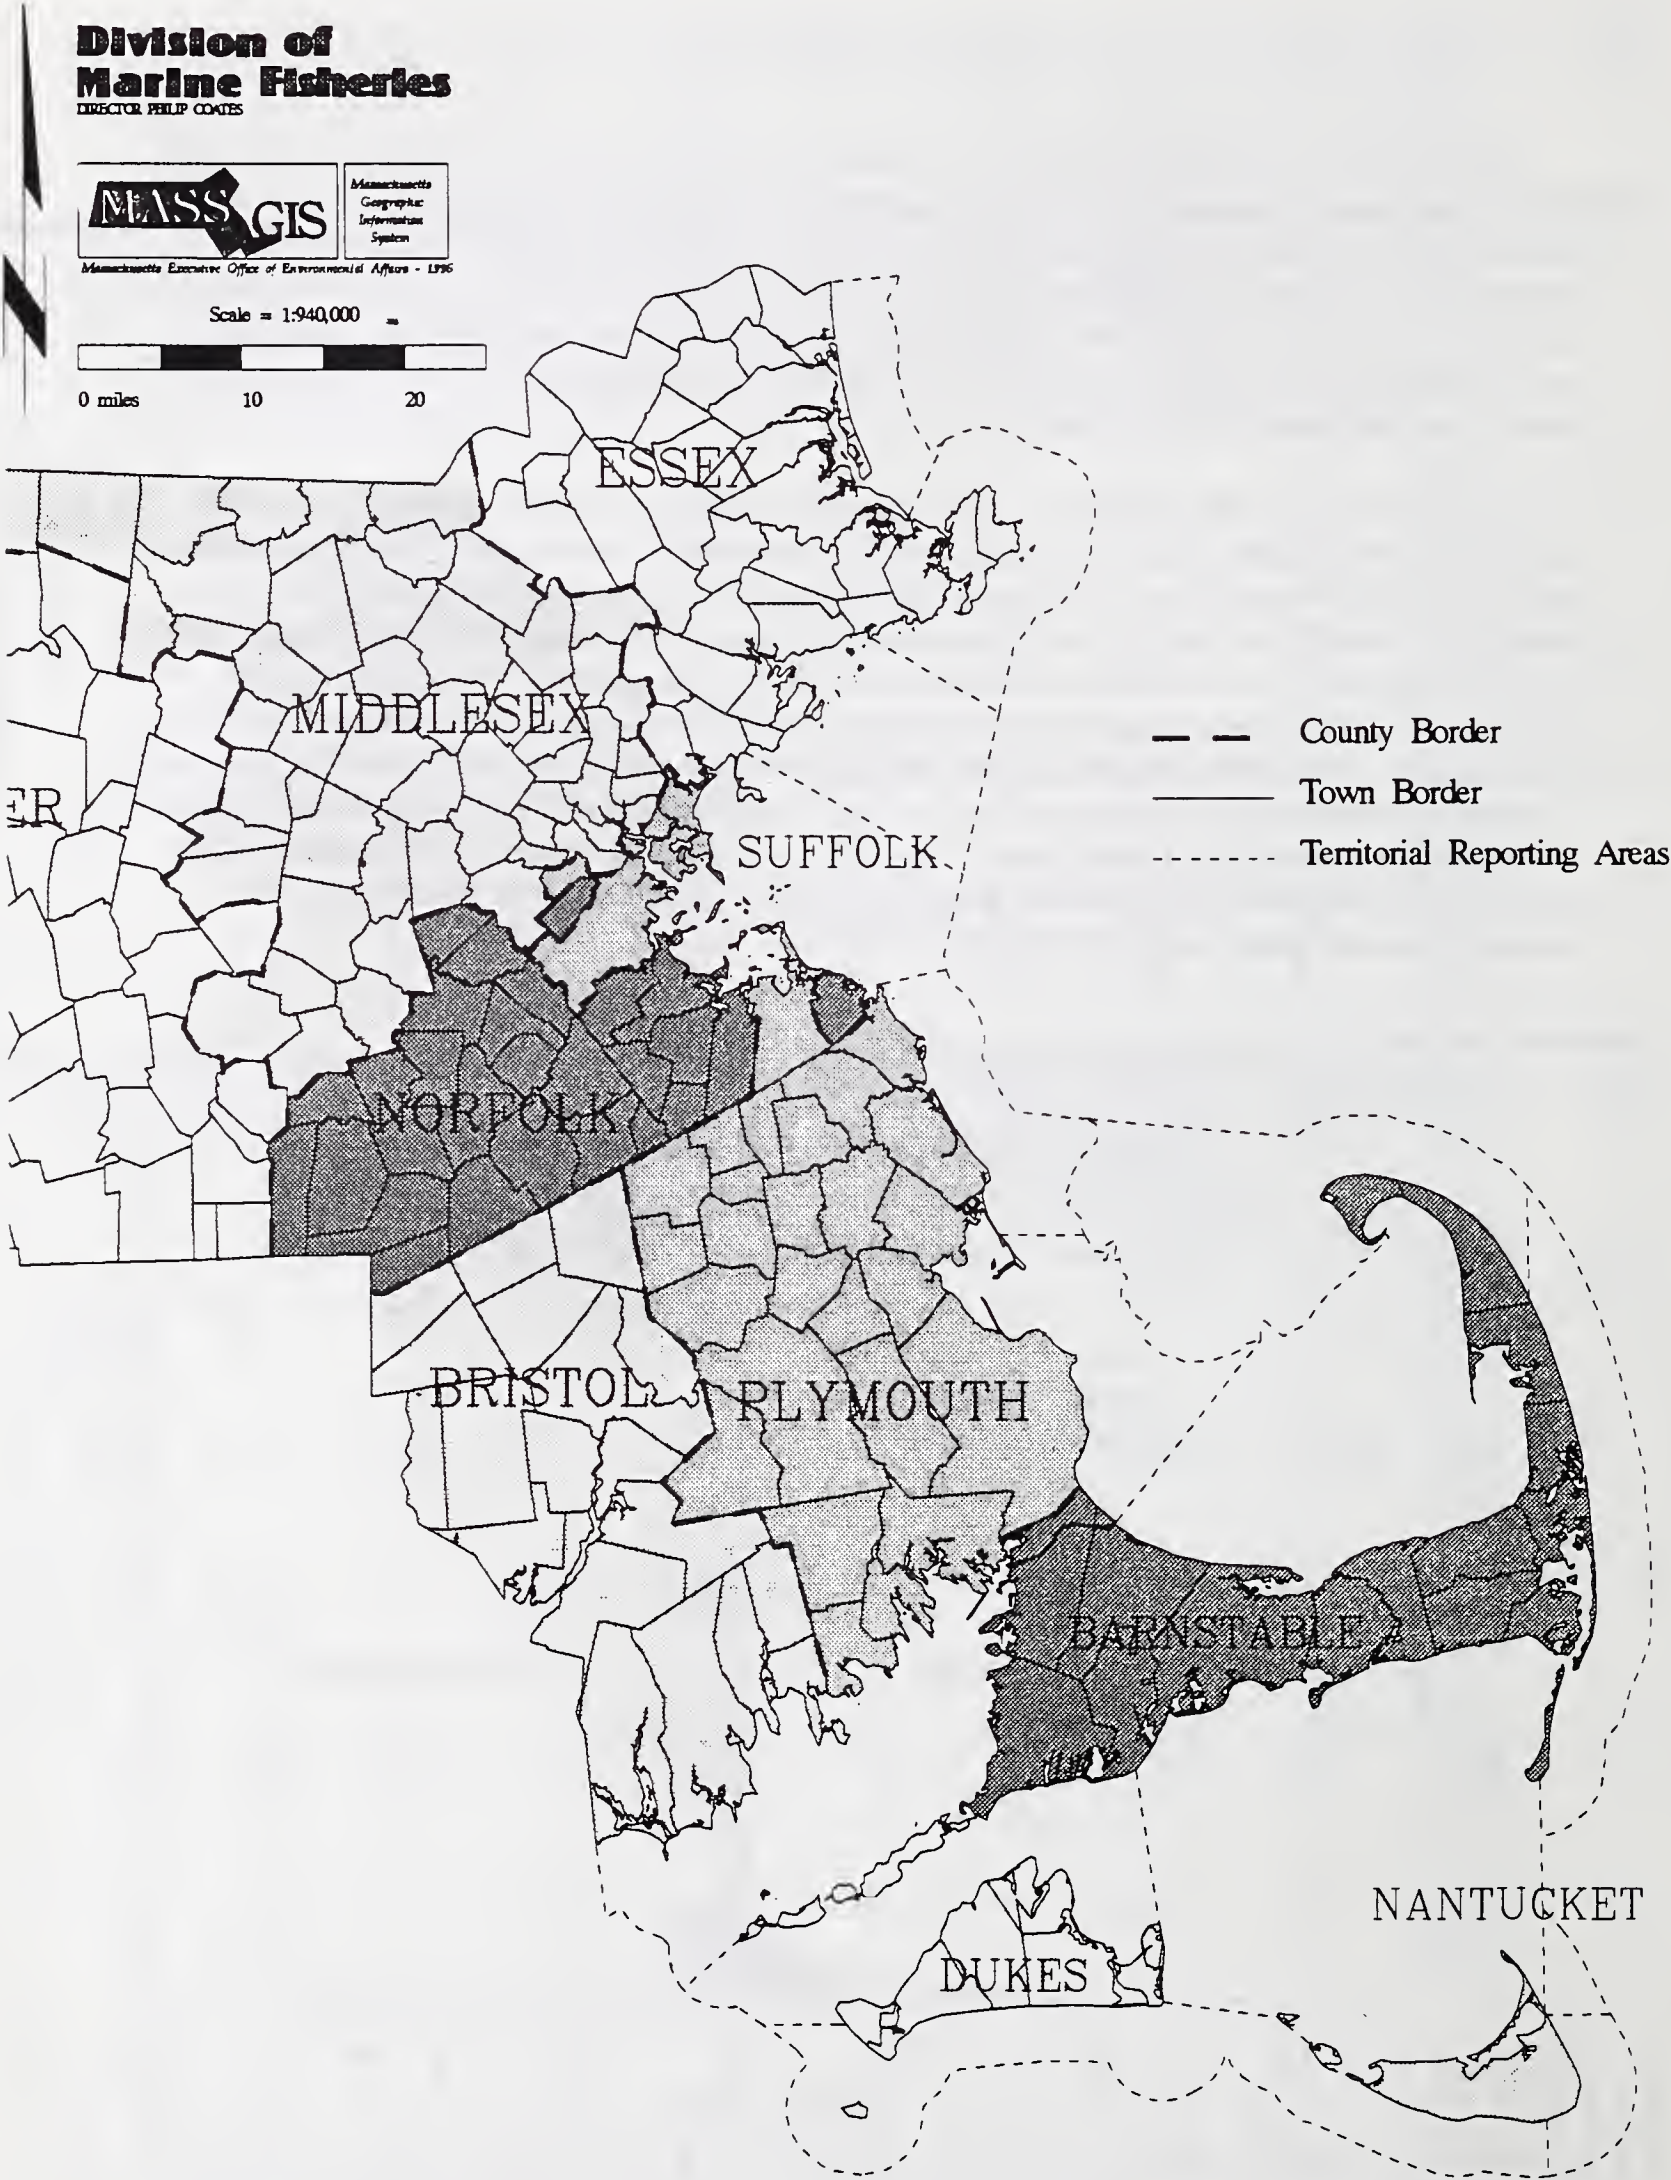 Division of
Marine Fisheries
DIRECTOR PHILIP COATES
MASS GIS
Massachusetts
Geographic
Information
System
Massachusetts Executive Office of Environmental Affairs - 1996
Scale = 1:940,000
0 miles 10 20
N
ESSEX
MIDDLESEX
County Border
Town Border
ER
SUFFOLK
Territorial Reporting Areas
NORFOLK
BRISTOL
PLYMOUTH
BARNSTABLE
NANTUCKET
DUKES